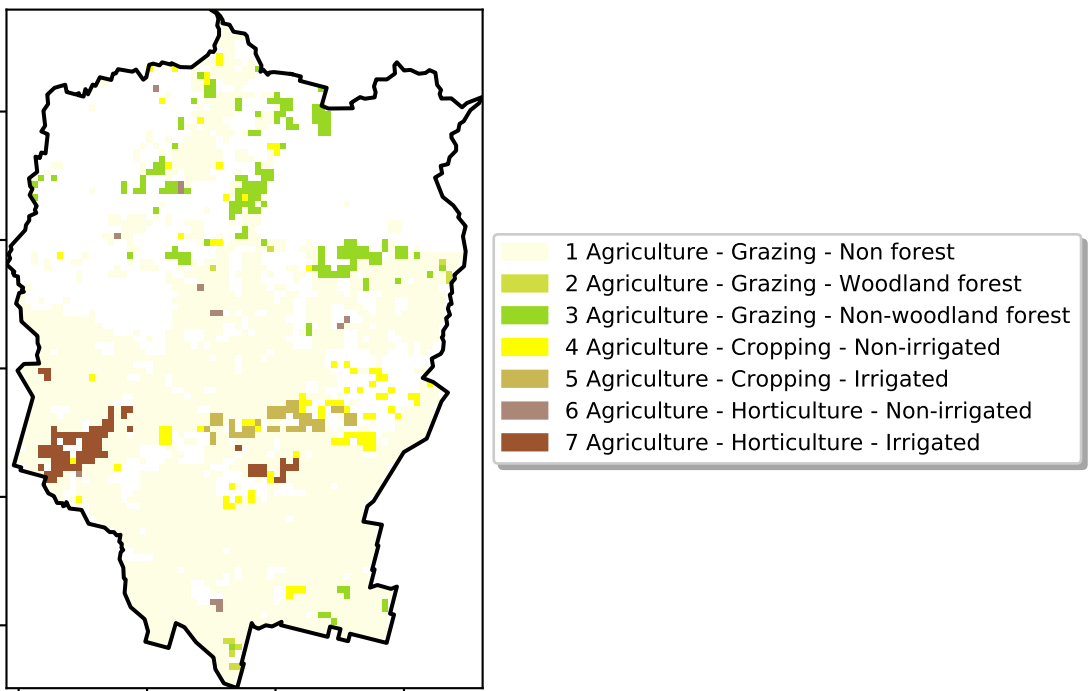 1 Agriculture - Grazing - Non forest
2 Agriculture - Grazing - Woodland forest
3 Agriculture - Grazing - Non-woodland forest
4 Agriculture - Cropping - Non-irrigated
5 Agriculture - Cropping - Irrigated
6 Agriculture - Horticulture - Non-irrigated
7 Agriculture - Horticulture - Irrigated